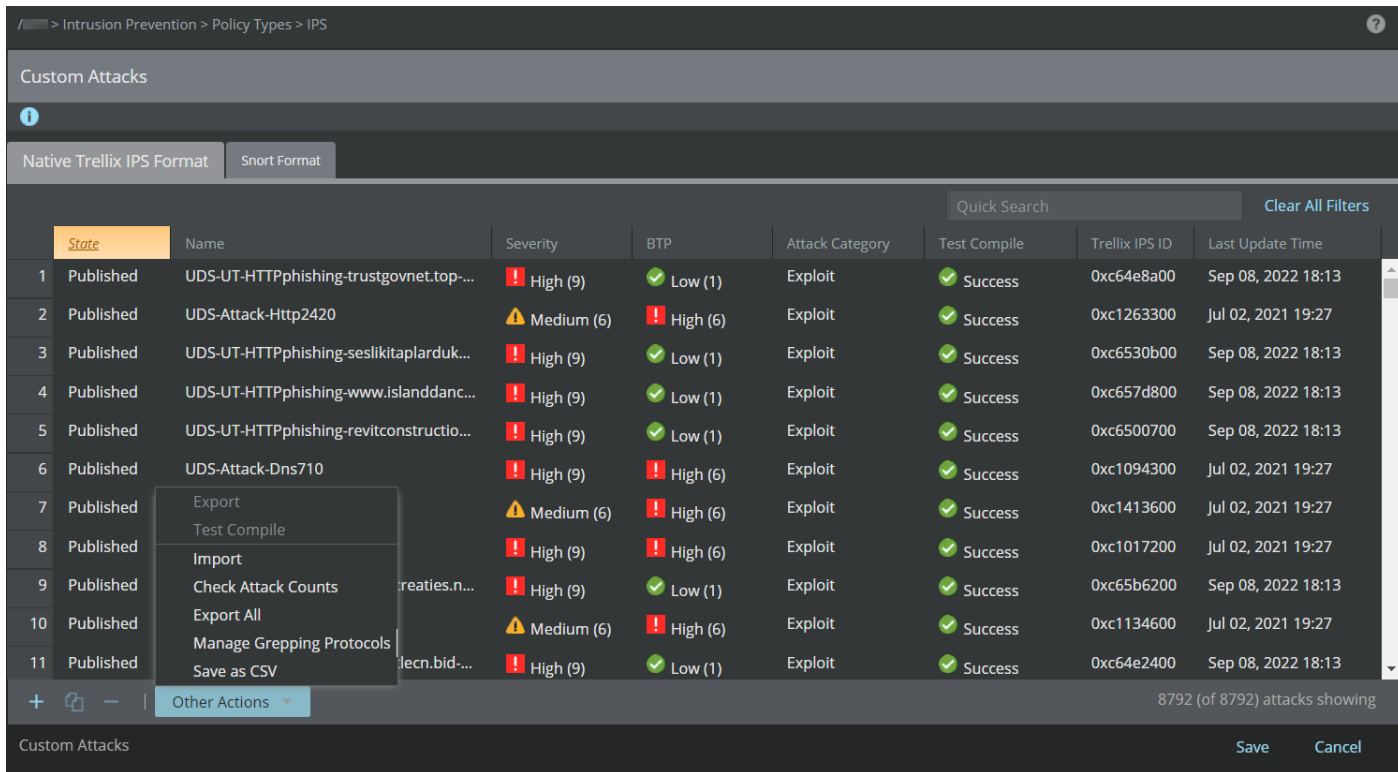 / > Intrusion Prevention > Policy Types > IPS ?
Custom Attacks
i
Native Trellix IPS Format Snort Format
Quick Search Clear All Filters
State Name Severity BTP Attack Category Test Compile Trellix IPS ID Last Update Time
1 Published UDS-UT-HTTPphishing-trustgovnet.top-... High (9) Low (1) Exploit Success 0xc64e8a00 Sep 08, 2022 18:13
2 Published UDS-Attack-Http2420 Medium (6) High (6) Exploit Success 0xc1263300 Jul 02, 2021 19:27
3 Published UDS-UT-HTTPphishing-seslikitaplarduk... High (9) Low (1) Exploit Success 0xc6530b00 Sep 08, 2022 18:13
4 Published UDS-UT-HTTPphishing-www.islanddanc... High (9) Low (1) Exploit Success 0xc657d800 Sep 08, 2022 18:13
5 Published UDS-UT-HTTPphishing-revitconstructio... High (9) Low (1) Exploit Success 0xc6500700 Sep 08, 2022 18:13
6 Published UDS-Attack-Dns710 High (9) High (6) Exploit Success 0xc1094300 Jul 02, 2021 19:27
7 Published Medium (6) High (6) Exploit Success 0xc1413600 Jul 02, 2021 19:27
8 Published High (9) High (6) Exploit Success 0xc1017200 Jul 02, 2021 19:27
9 Published creaties.n... High (9) Low (1) Exploit Success 0xc65b6200 Sep 08, 2022 18:13
10 Published Medium (6) High (6) Exploit Success 0xc1134600 Jul 02, 2021 19:27
11 Published lecn.bid-... High (9) Low (1) Exploit Success 0xc64e2400 Sep 08, 2022 18:13
Export
Test Compile
Import
Check Attack Counts
Export All
Manage Grepping Protocols
Save as CSV
Other Actions 8792 (of 8792) attacks showing
Custom Attacks Save Cancel